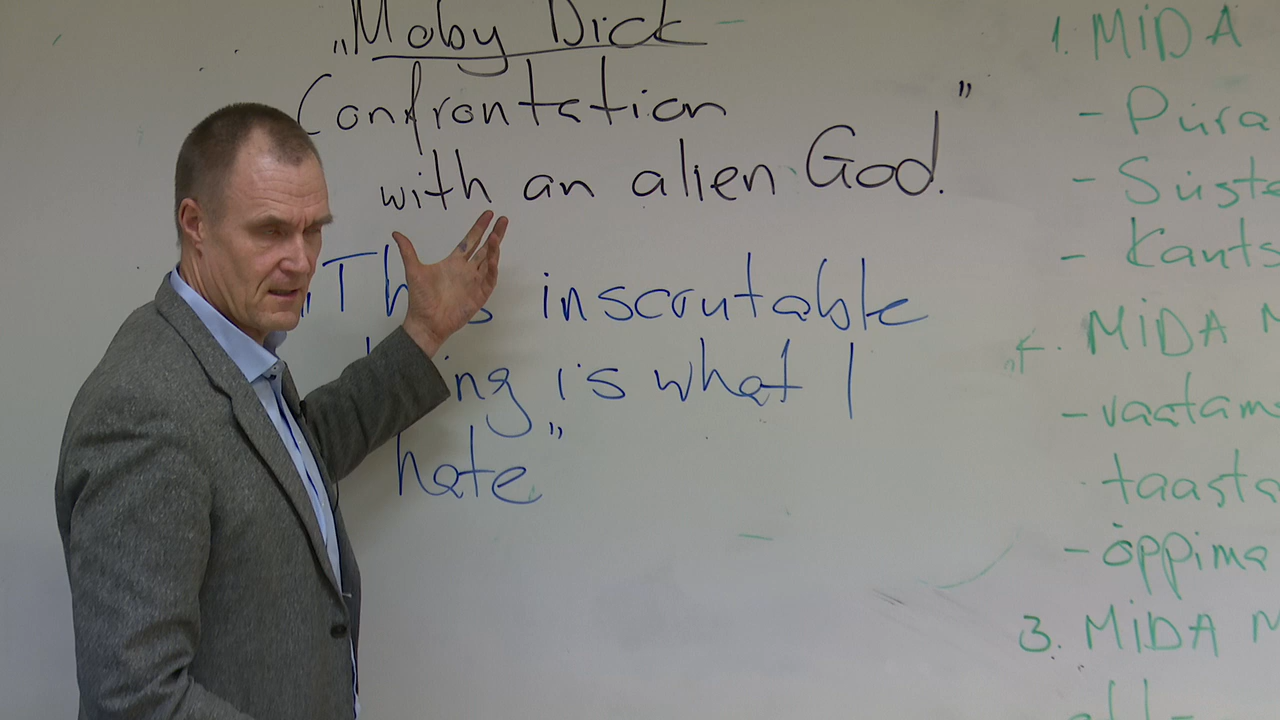 „Moby Dick -
Confrontation
with an alien God.”
inscrutable
is what I
hate”
1. MIDA
- Püra
- Süste
- Kants
MIDA M
- vastam
taasta
- õppima
3. MIDA M